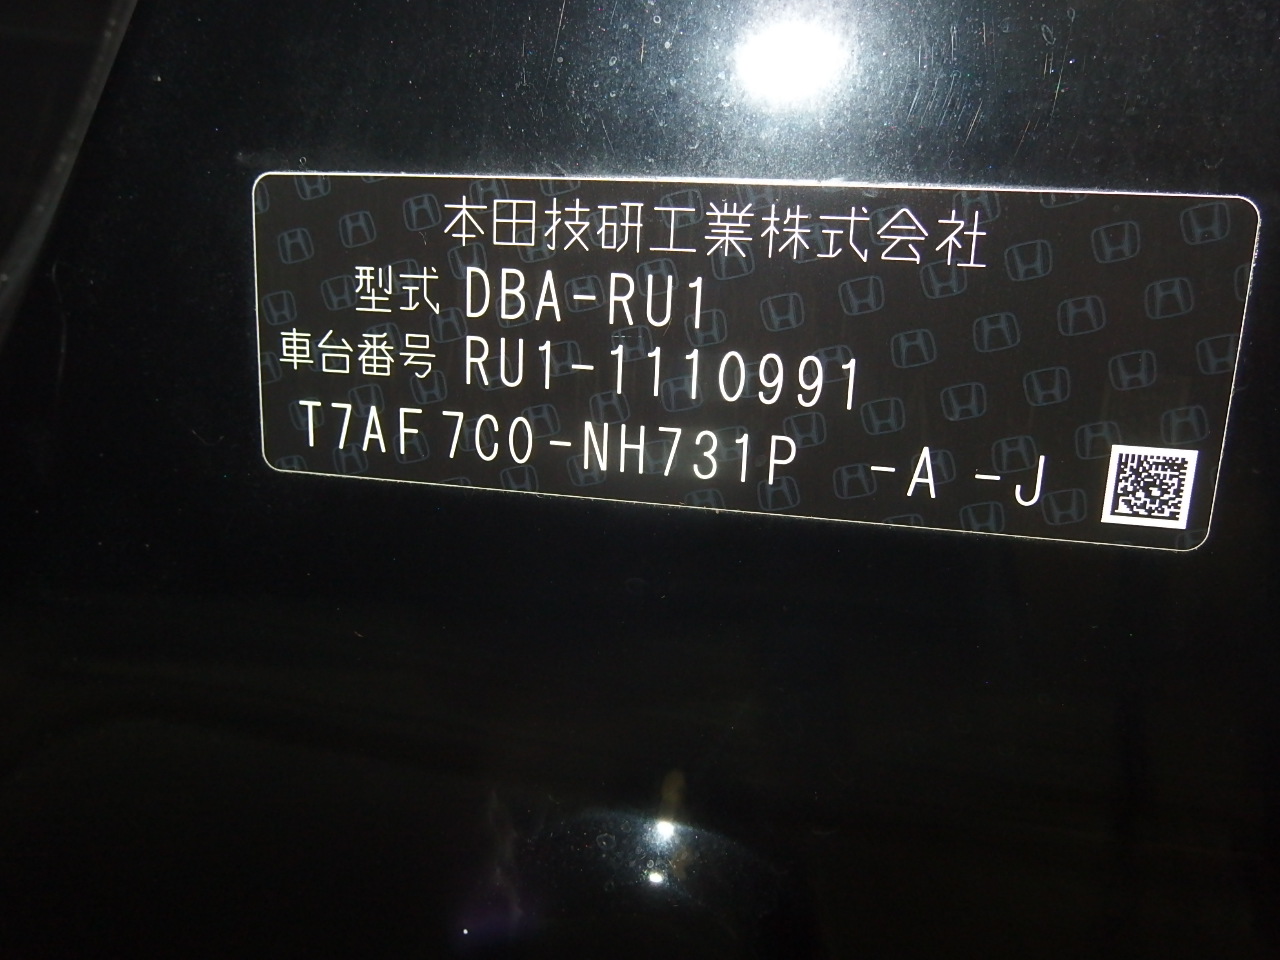 本田技研工業株式会社
型式 DBA-RU1
車台番号 RU1-1110991
T7AF7C0-NH731P -A -J